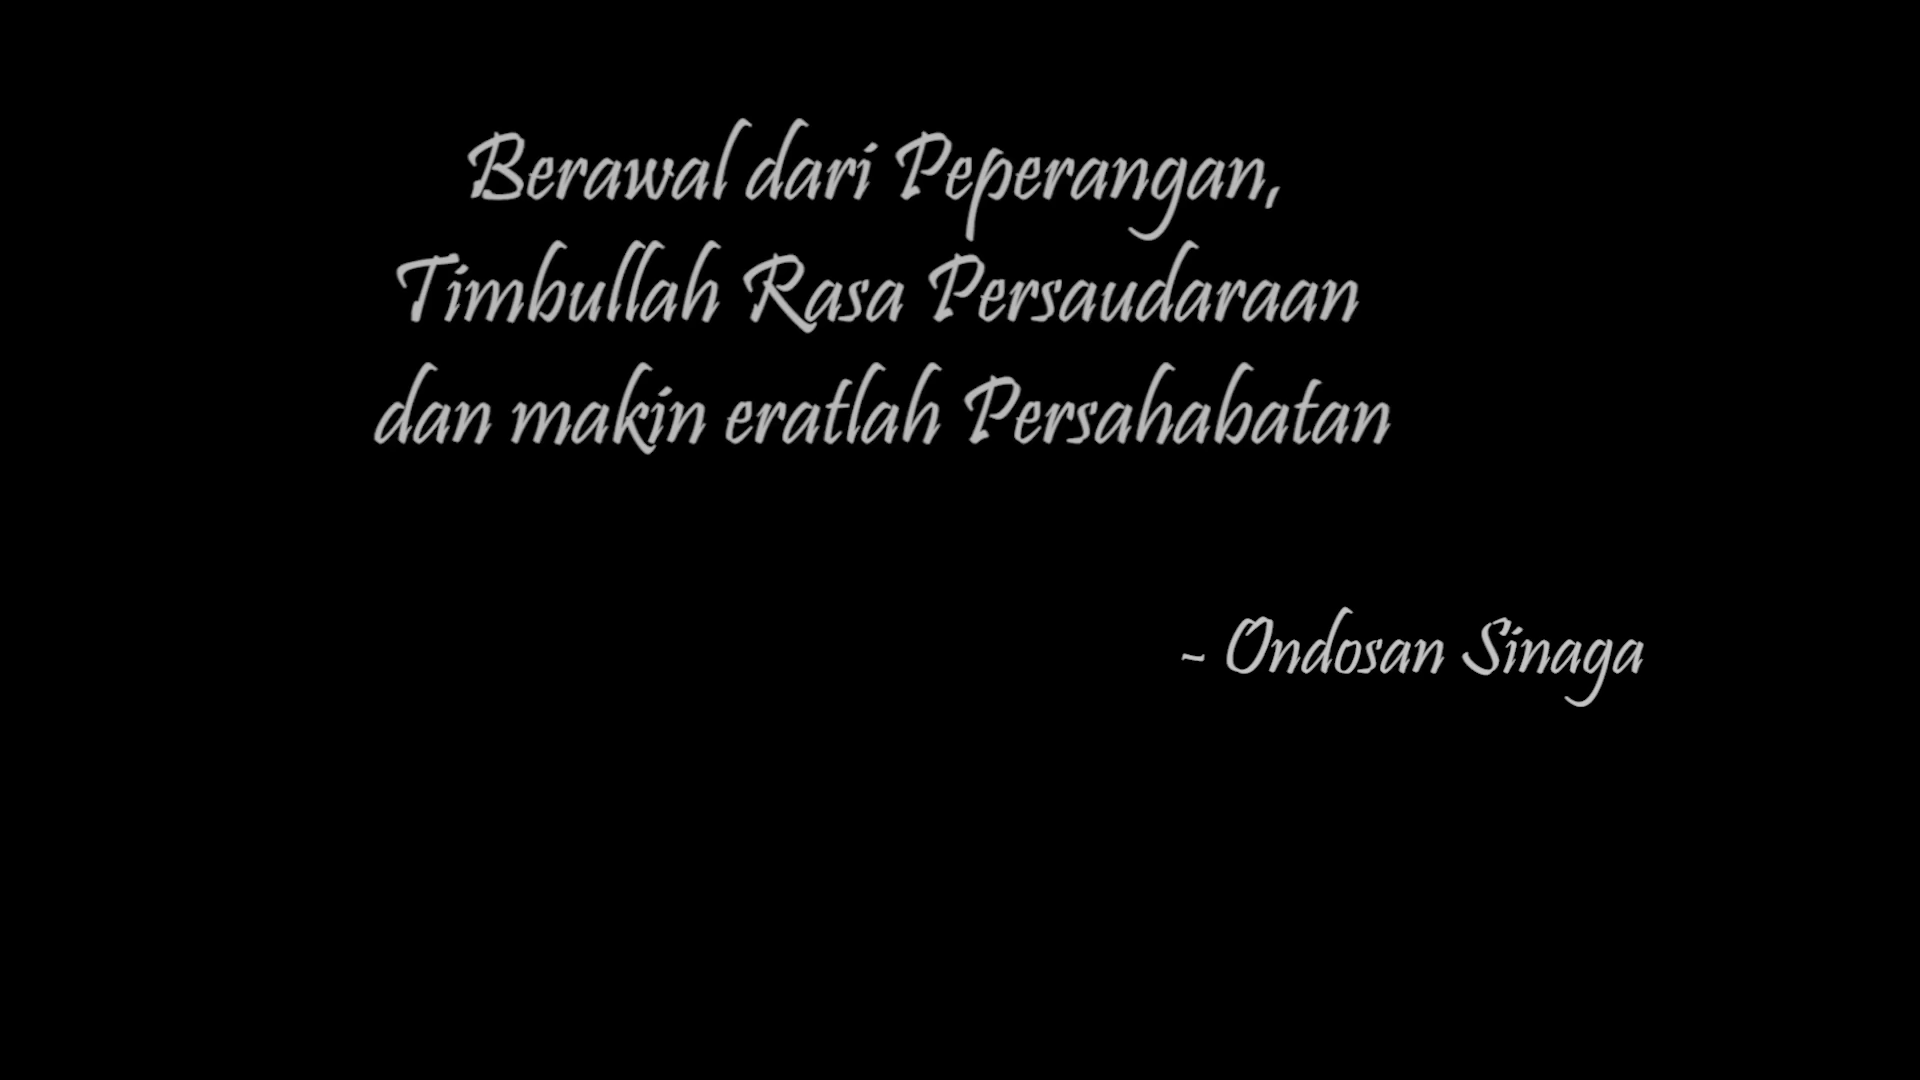 Berawal dari Peperangan,
Timbullah Rasa Persaudaraan
dan makin eratlah Persahabatan
- Ondosan Sinaga